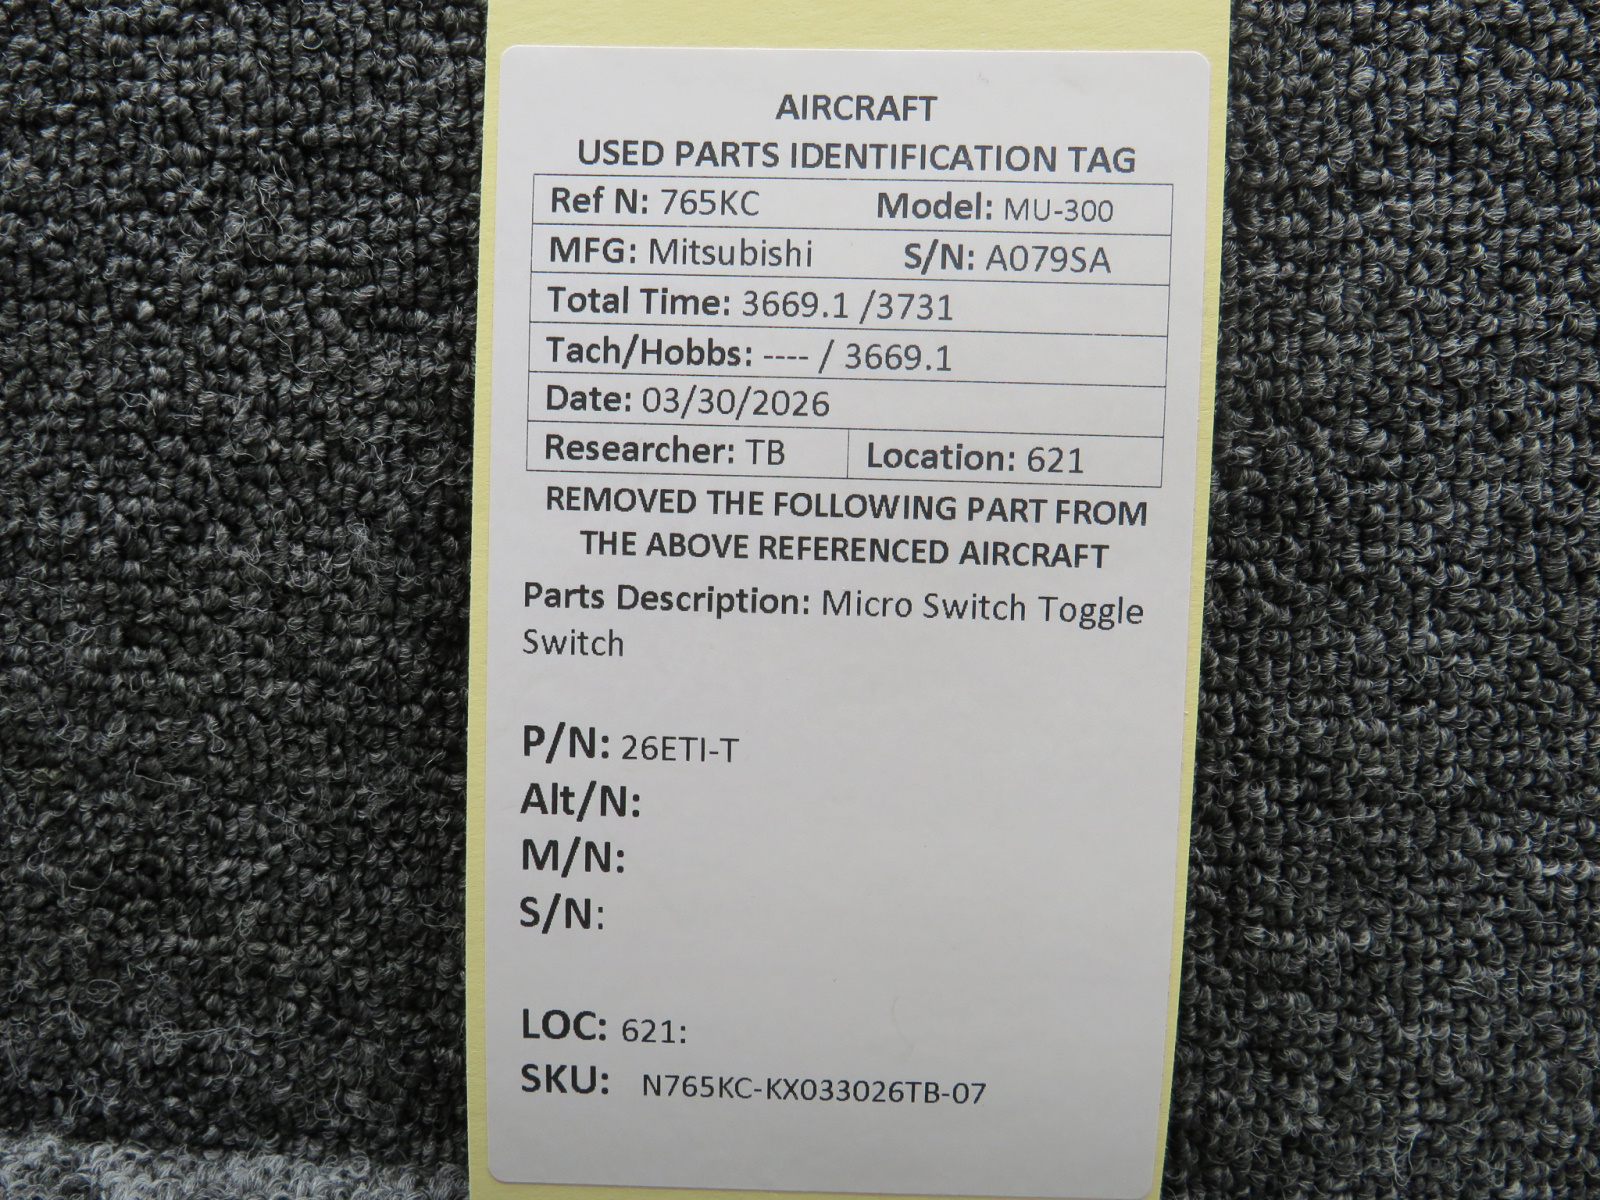 AIRCRAFT
USED PARTS IDENTIFICATION TAG
Ref N: 765KC Model: MU-300
MFG: Mitsubishi S/N: A079SA
Total Time: 3669.1 /3731
Tach/Hobbs: ---- / 3669.1
Date: 03/30/2026
Researcher: TB Location: 621
REMOVED THE FOLLOWING PART FROM
THE ABOVE REFERENCED AIRCRAFT
Parts Description: Micro Switch Toggle
Switch
P/N: 26ETI-T
Alt/N:
M/N:
S/N:
LOC: 621:
SKU: N765KC-KX033026TB-07